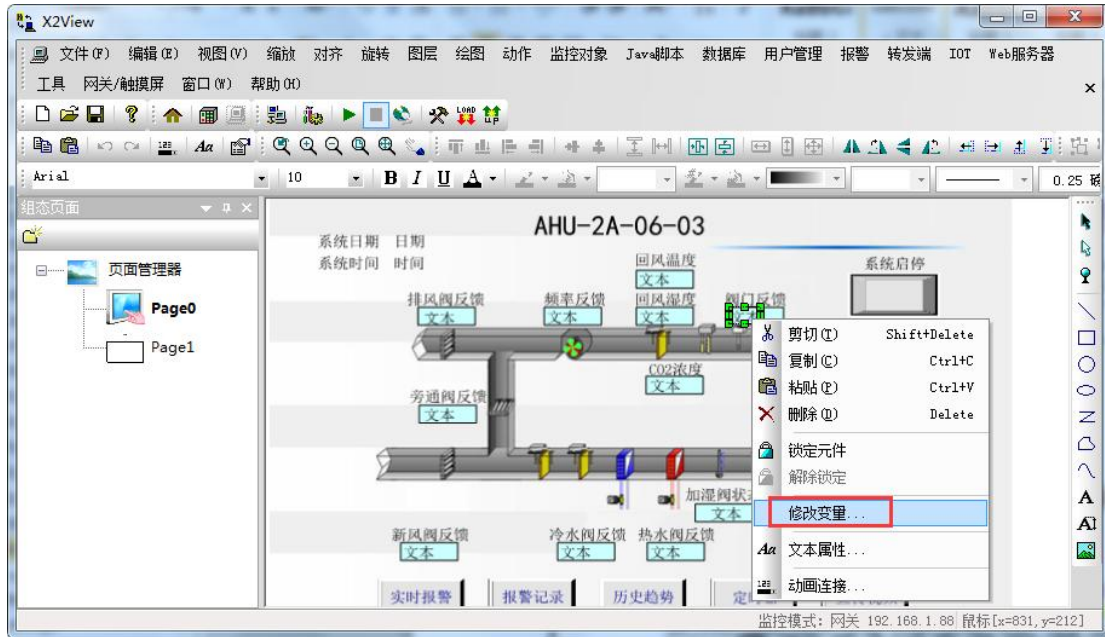 X2View
文件(F) 编辑(E) 视图(V) 缩放 对齐 旋转 图层 绘图 动作 监控对象 Java脚本 数据库 用户管理 报警 转发端 IOT Web服务器
工具 网关/触摸屏 窗口(W) 帮助(H)
LOAD UP
123 Aa
Arial 10 B I U A 0.25
组态页面
AHU-2A-06-03
系统日期 日期
系统时间 时间
回风温度
系统启停
页面管理器
文本
Page0
排风阀反馈 频率反馈 回风湿度 阀门反馈
文本 文本 文本
Page1
剪切(T) Shift+Delete
复制(C) Ctrl+C
CO2浓度
粘贴(P) Ctrl+V
文本
旁通阀反馈
文本
删除(D) Delete
锁定元件
解除锁定
加湿阀状
修改变量...
文本
新风阀反馈 冷水阀反馈 热水阀反馈
文本 文本 文本
Aa 文本属性...
123 动画连接...
实时报警 报警记录 历史趋势 定
A
AI
监控模式: 网关 192.168.1.88 鼠标[x=831,y=212]